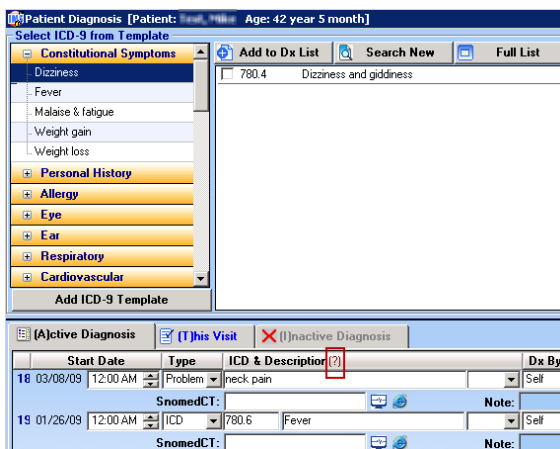 Patient Diagnosis [Patient: Age: 42 year 5 month]
Select ICD-9 from Template
Constitutional Symptoms
Dizziness
Fever
Malaise & fatigue
Weight gain
Weight loss
Personal History
Allergy
Eye
Ear
Respiratory
Cardiovascular
Add ICD-9 Template
Add to Dx List Search New Full List
780.4 Dizziness and giddiness
(A)ctive Diagnosis (T)his Visit (I)nactive Diagnosis
Start Date Type ICD & Description (?) Dx By
18 03/08/09 12:00 AM Problem neck pain Self
SnomedCT: Note:
19 01/26/09 12:00 AM ICD 780.6 Fever Self
SnomedCT: Note: